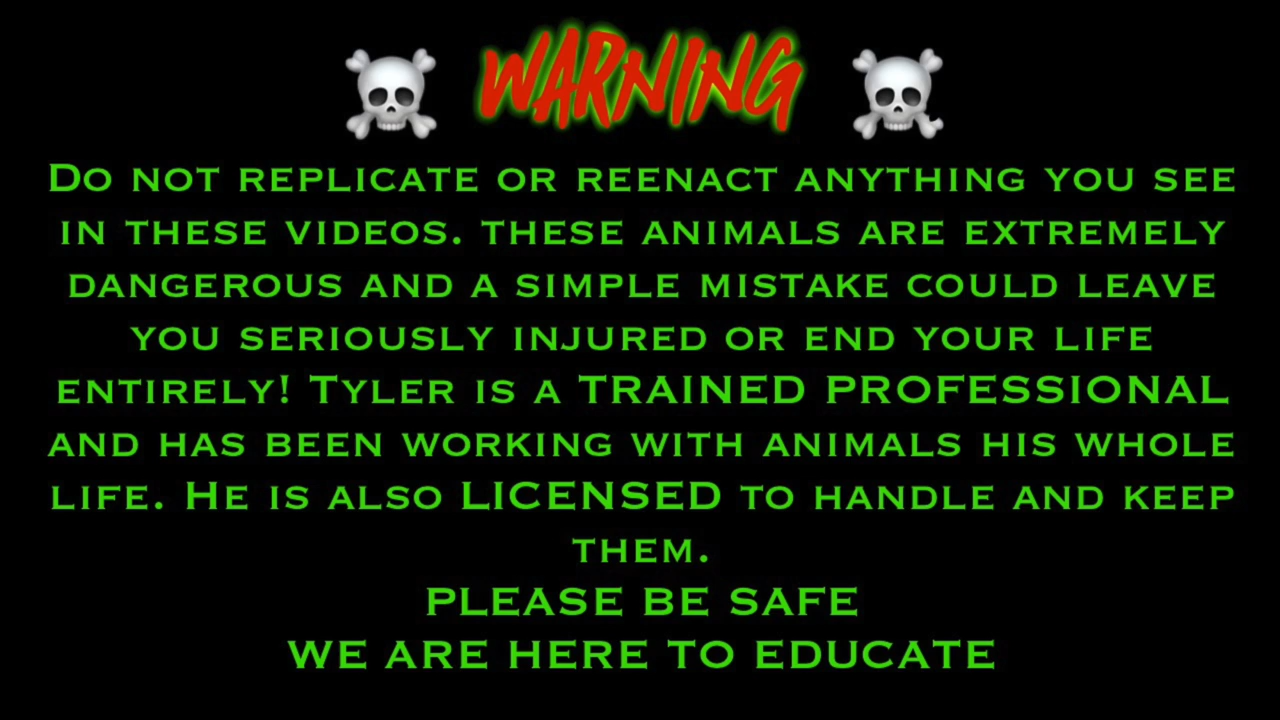 ☠️ WARNING ☠️
Do not replicate or reenact anything you see
in these videos. these animals are extremely
dangerous and a simple mistake could leave
you seriously injured or end your life
entirely! Tyler is a TRAINED PROFESSIONAL
and has been working with animals his whole
life. He is also LICENSED to handle and keep
them.
PLEASE BE SAFE
WE ARE HERE TO EDUCATE